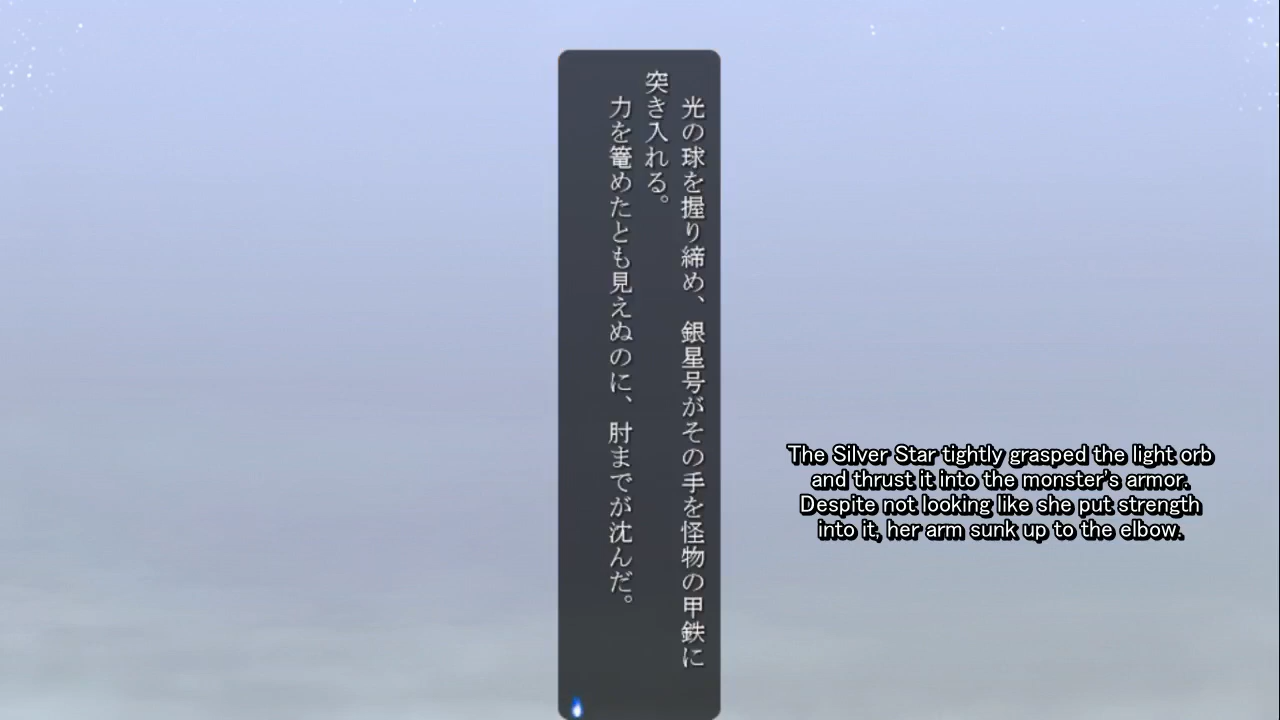 光の球を握り締め、銀星号がその手を怪物の甲鉄に
突き入れる。
力を篭めたとも見えぬのに、肘までが沈んだ。
The Silver Star tightly grasped the light orb
and thrust it into the monster's armor.
Despite not looking like she put strength
into it, her arm sunk up to the elbow.